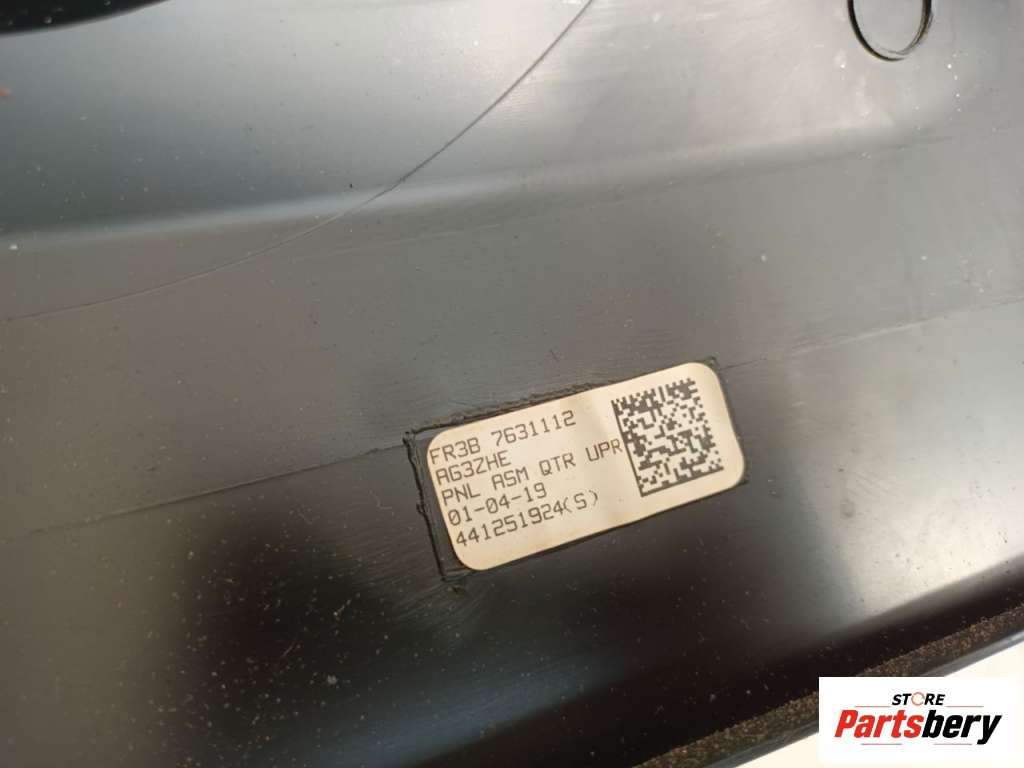 FR3B 7631112
AG3ZHE
PNL ASM QTR UPR
01-04-19
441251924(S)
STORE
Partsbery